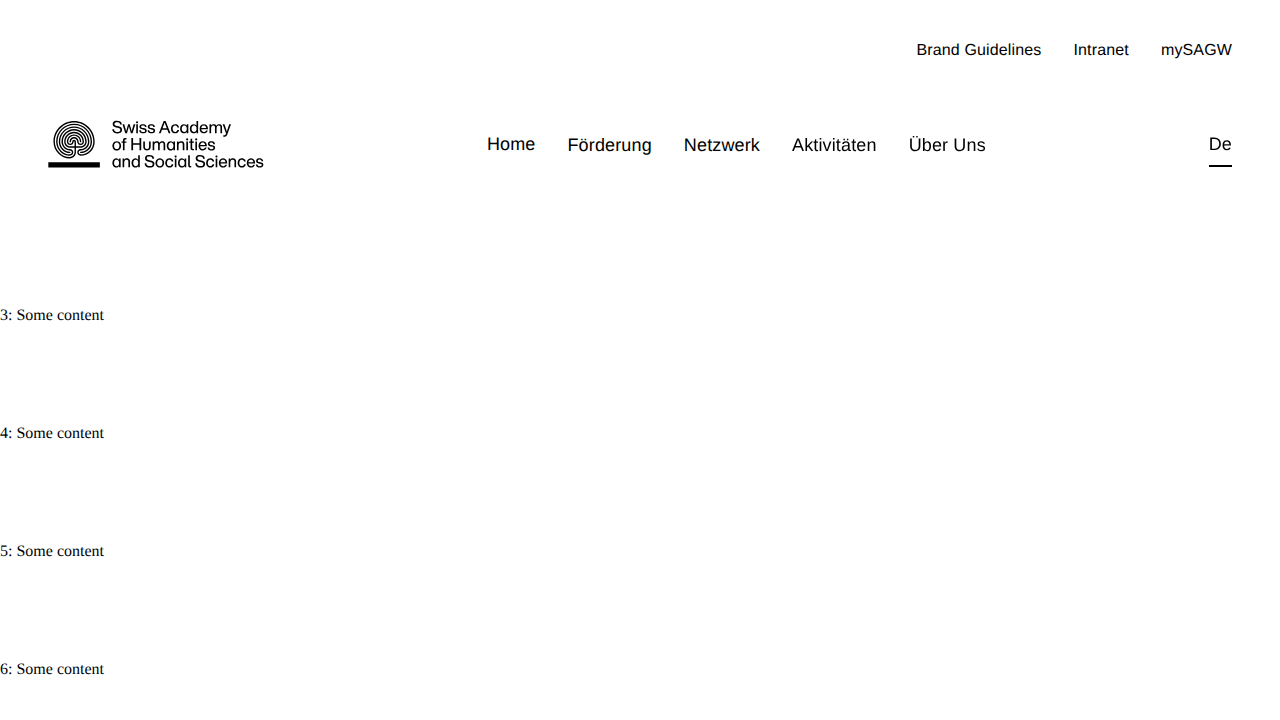 Brand Guidelines Intranet mySAGW
Swiss Academy
of Humanities
and Social Sciences
Home Förderung Netzwerk Aktivitäten Über Uns De
3: Some content
4: Some content
5: Some content
6: Some content